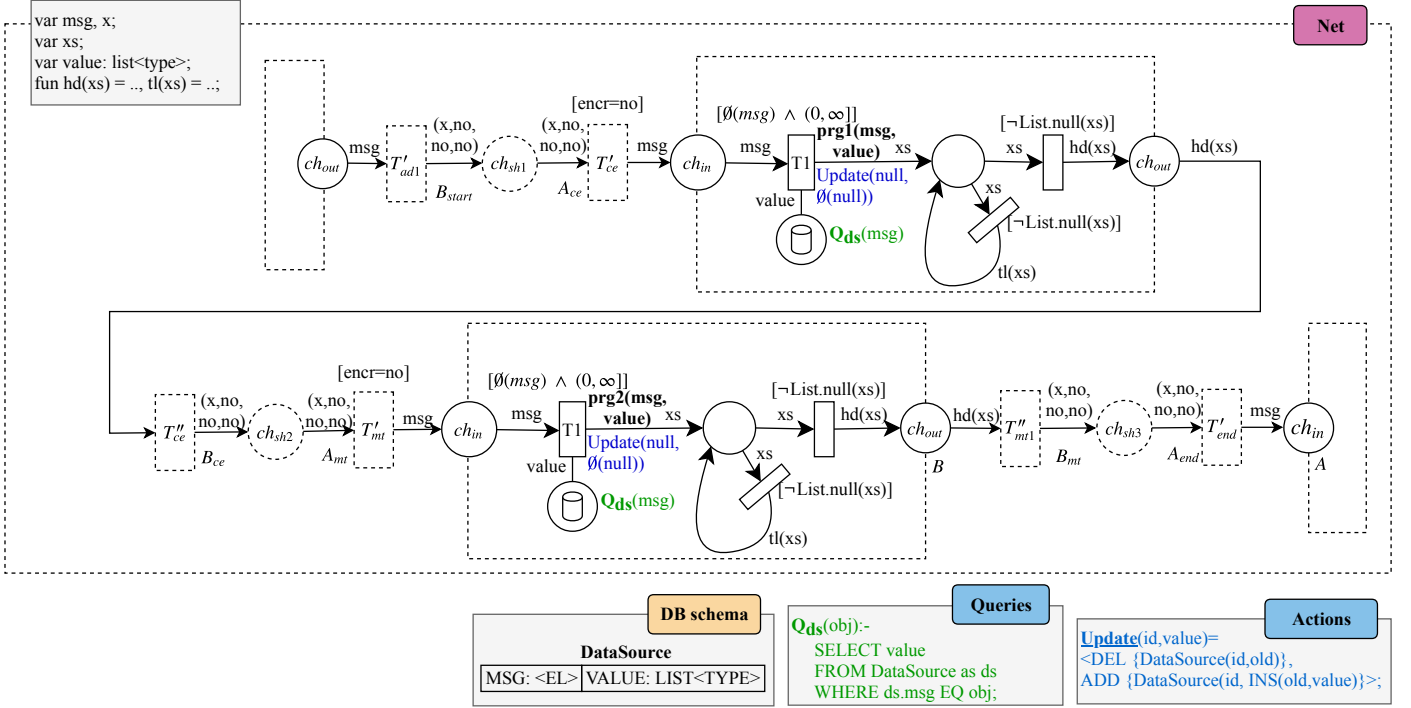 var msg, x;
var xs;
var value: list<type>;
fun hd(xs) = .., tl(xs) = ..;
Net
ch_out
msg
T'_ad1
(x,no,
no,no)
B_start
ch_sh1
(x,no,
no,no)
A_ce
[encr=no]
T'_ce
msg
ch_in
msg
[∅(msg) ∧ (0, ∞]]
T1
prg1(msg,
value)
xs
Update(null,
∅(null))
value
Q_ds(msg)
xs
[¬List.null(xs)]
hd(xs)
xs
[¬List.null(xs)]
tl(xs)
ch_out
hd(xs)
T''_ce
(x,no,
no,no)
B_ce
ch_sh2
(x,no,
no,no)
A_mt
[encr=no]
T'_mt
msg
ch_in
msg
[∅(msg) ∧ (0, ∞]]
T1
prg2(msg,
value)
xs
Update(null,
∅(null))
value
Q_ds(msg)
xs
[¬List.null(xs)]
hd(xs)
xs
[¬List.null(xs)]
tl(xs)
ch_out
B
hd(xs)
T''_mt1
(x,no,
no,no)
B_mt
ch_sh3
(x,no,
no,no)
A_end
T'_end
msg
ch_in
A
DB schema
DataSource
MSG: <EL>
VALUE: LIST<TYPE>
Queries
Q_ds(obj):-
SELECT value
FROM DataSource as ds
WHERE ds.msg EQ obj;
Actions
Update(id,value)=
<DEL {DataSource(id,old)},
ADD {DataSource(id, INS(old,value)}>;